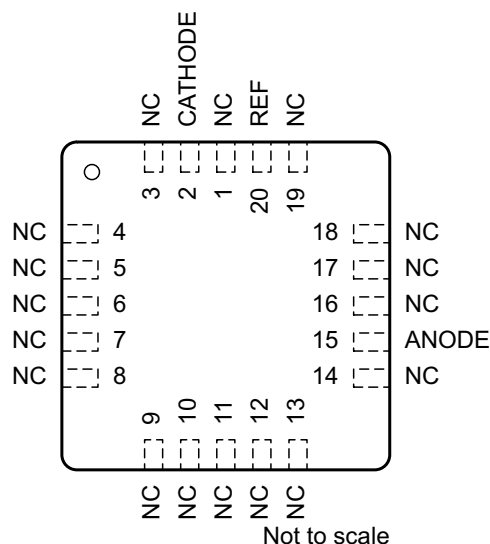 NC CATHODE NC REF NC
3 2 1 20 19
NC 4 18 NC
NC 5 17 NC
NC 6 16 NC
NC 7 15 ANODE
NC 8 14 NC
9 10 11 12 13
NC NC NC NC NC
Not to scale